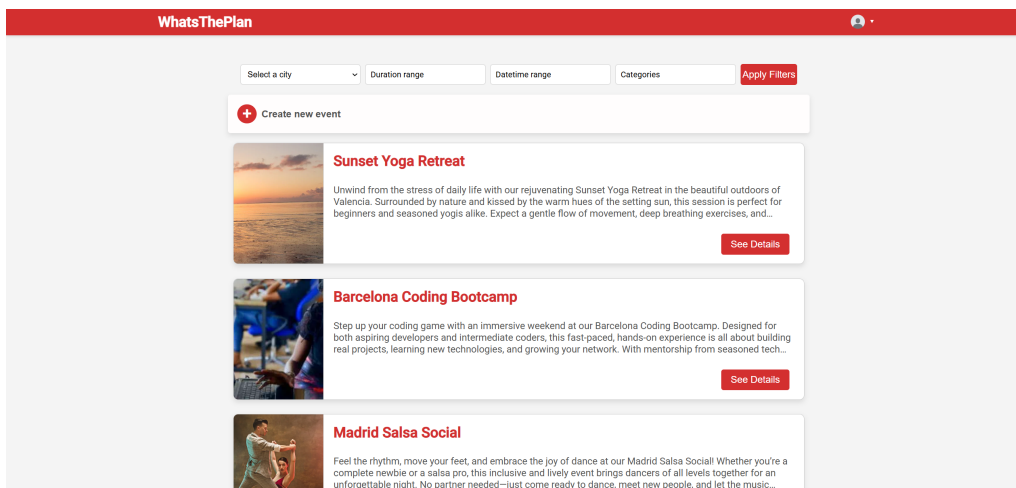 WhatsThePlan
Select a city Duration range Datetime range Categories Apply Filters
Create new event
Sunset Yoga Retreat
Unwind from the stress of daily life with our rejuvenating Sunset Yoga Retreat in the beautiful outdoors of
Valencia. Surrounded by nature and kissed by the warm hues of the setting sun, this session is perfect for
beginners and seasoned yogis alike. Expect a gentle flow of movement, deep breathing exercises, and...
See Details
Barcelona Coding Bootcamp
Step up your coding game with an immersive weekend at our Barcelona Coding Bootcamp. Designed for
both aspiring developers and intermediate coders, this fast-paced, hands-on experience is all about building
real projects, learning new technologies, and growing your network. With mentorship from seasoned tech...
See Details
Madrid Salsa Social
Feel the rhythm, move your feet, and embrace the joy of dance at our Madrid Salsa Social! Whether you're a
complete newbie or a salsa pro, this inclusive and lively event brings dancers of all levels together for an
unforgettable night. No partner needed—just come ready to dance, meet new people, and let the music...